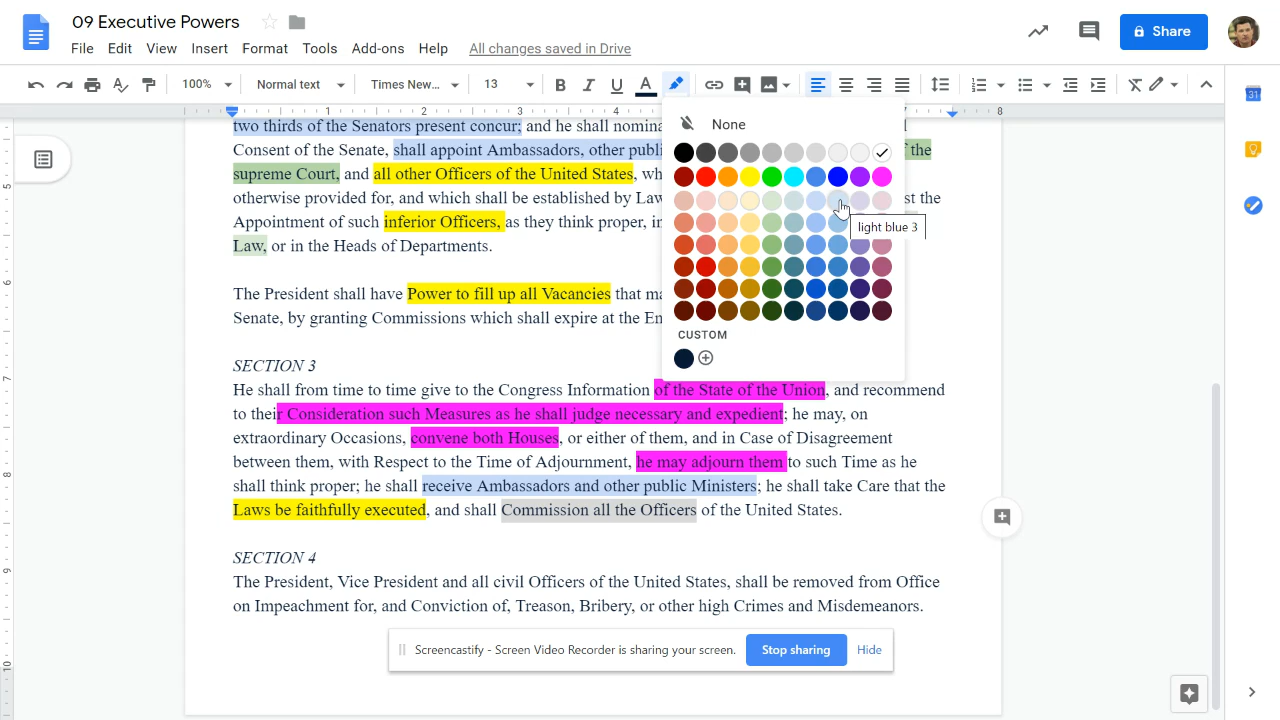 09 Executive Powers
File Edit View Insert Format Tools Add-ons Help All changes saved in Drive
Share
100% Normal text Times New... 13 B I U A
1 2 3 4 7 8
None
two thirds of the Senators present concur; and he shall nomina
Consent of the Senate, shall appoint Ambassadors, other publi f the
supreme Court, and all other Officers of the United States, wh
otherwise provided for, and which shall be established by Law st the
Appointment of such inferior Officers, as they think proper, in
Law, or in the Heads of Departments.
light blue 3
The President shall have Power to fill up all Vacancies that ma
Senate, by granting Commissions which shall expire at the En
CUSTOM
SECTION 3
He shall from time to time give to the Congress Information of the State of the Union, and recommend
to their Consideration such Measures as he shall judge necessary and expedient; he may, on
extraordinary Occasions, convene both Houses, or either of them, and in Case of Disagreement
between them, with Respect to the Time of Adjournment, he may adjourn them to such Time as he
shall think proper; he shall receive Ambassadors and other public Ministers; he shall take Care that the
Laws be faithfully executed, and shall Commission all the Officers of the United States.
SECTION 4
The President, Vice President and all civil Officers of the United States, shall be removed from Office
on Impeachment for, and Conviction of, Treason, Bribery, or other high Crimes and Misdemeanors.
Screencastify - Screen Video Recorder is sharing your screen. Stop sharing Hide
5
6
7
8
9
10
31